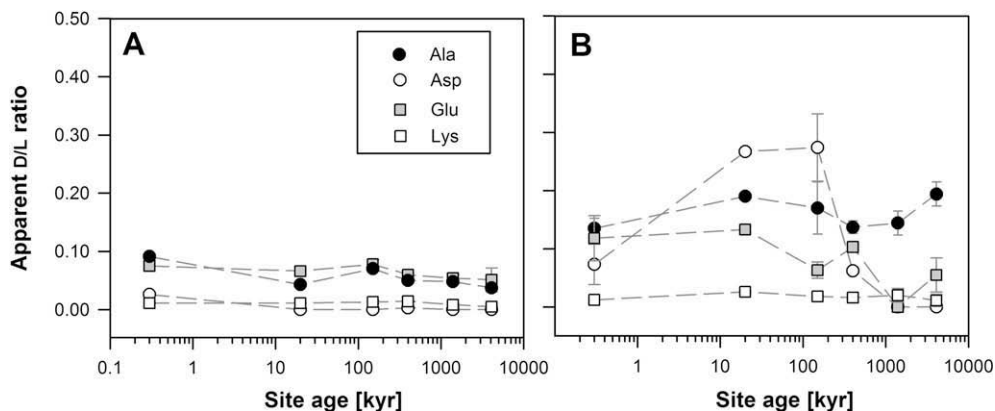 0.50
0.40
0.30
0.20
0.10
0.00
Apparent D/L ratio
A
Ala
Asp
Glu
Lys
0.1 1 10 100 1000 10000
Site age [kyr]
B
1 10 100 1000 10000
Site age [kyr]